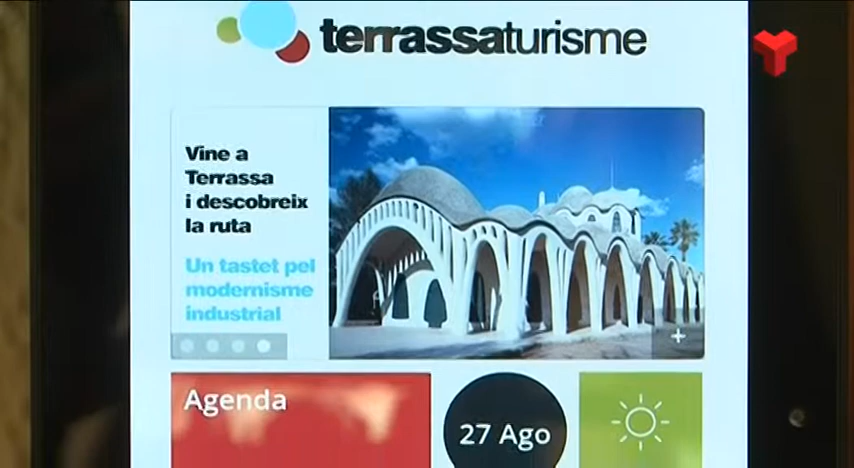 terrassaturisme
Vine a
Terrassa
i descobreix
la ruta
Un tastet pel
modernisme
industrial
+
Agenda
27 Ago